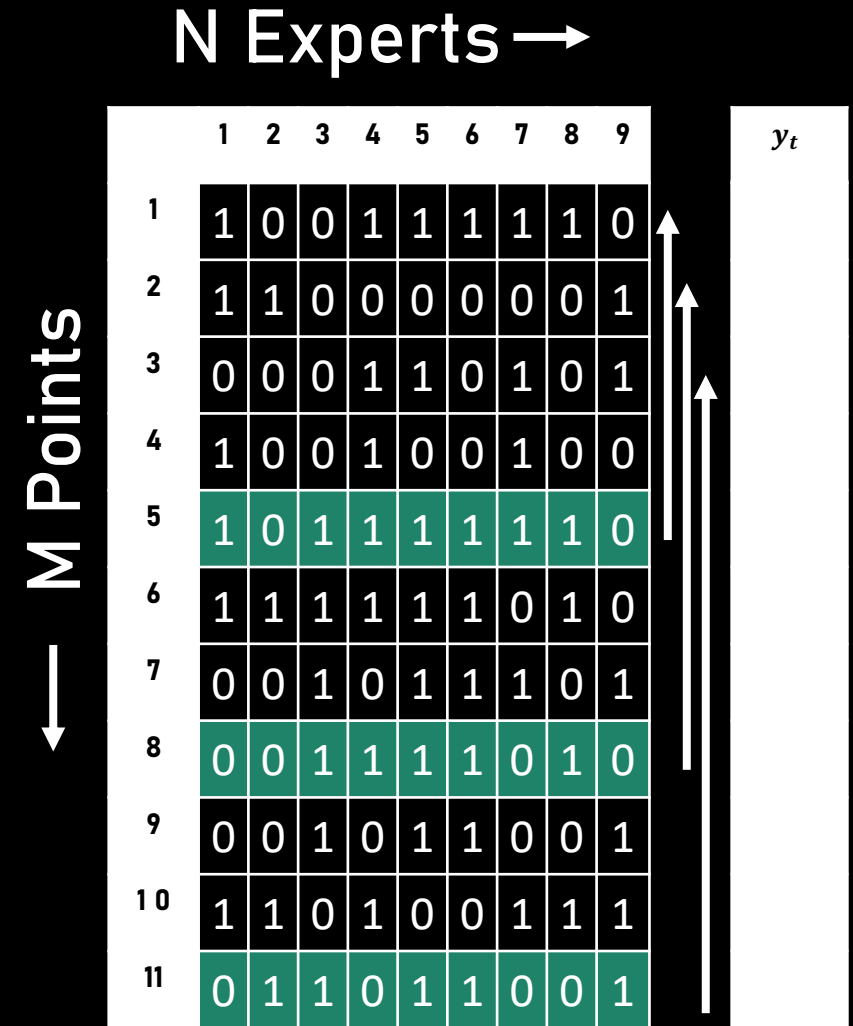 N Experts
1 2 3 4 5 6 7 8 9 y_t
M Points
1 1 0 0 1 1 1 1 1 0
2 1 1 0 0 0 0 0 0 1
3 0 0 0 1 1 0 1 0 1
4 1 0 0 1 0 0 1 0 0
5 1 0 1 1 1 1 1 1 0
6 1 1 1 1 1 1 0 1 0
7 0 0 1 0 1 1 1 0 1
8 0 0 1 1 1 1 0 1 0
9 0 0 1 0 1 1 0 0 1
10 1 1 0 1 0 0 1 1 1
11 0 1 1 0 1 1 0 0 1